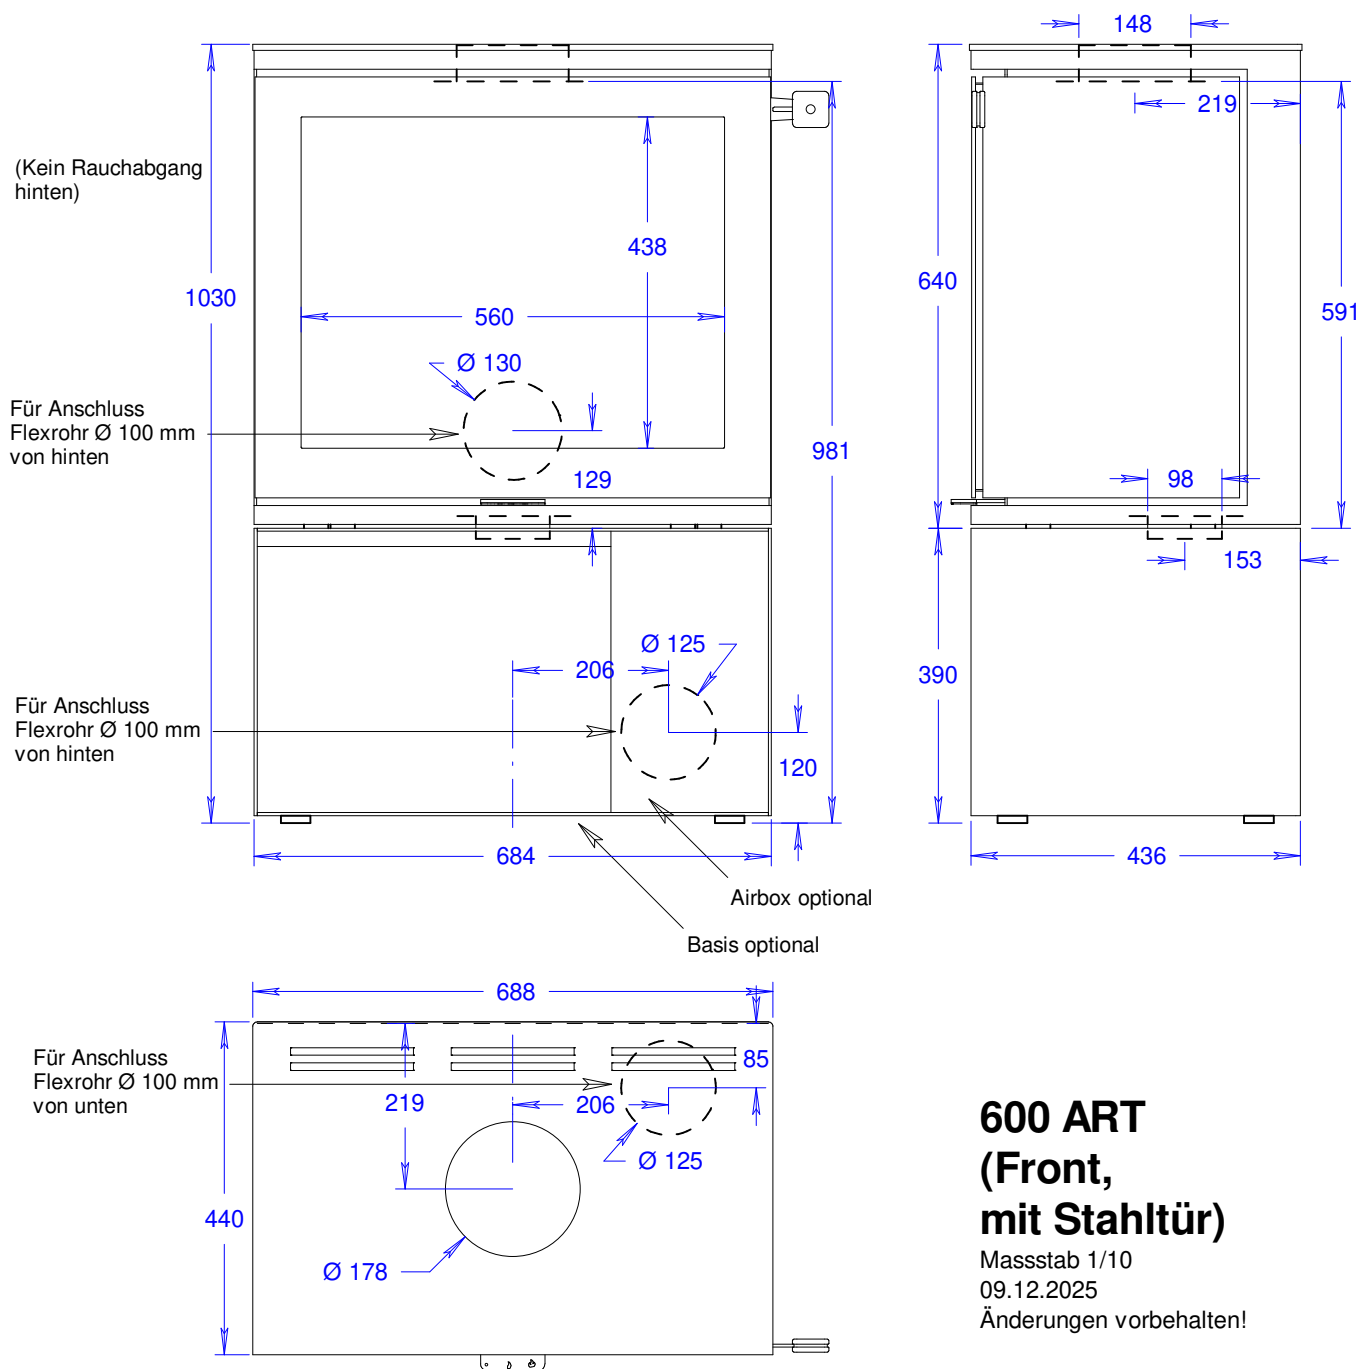 148
219
(Kein Rauchabgang
hinten)
438
1030
640
591
560
Ø 130
Für Anschluss
Flexrohr Ø 100 mm
von hinten
981
129
98
153
Ø 125
206
390
Für Anschluss
Flexrohr Ø 100 mm
von hinten
120
684
436
Airbox optional
Basis optional
688
Für Anschluss
Flexrohr Ø 100 mm
von unten
85
219
206
Ø 125
440
Ø 178
600 ART
(Front,
mit Stahltür)
Massstab 1/10
09.12.2025
Änderungen vorbehalten!